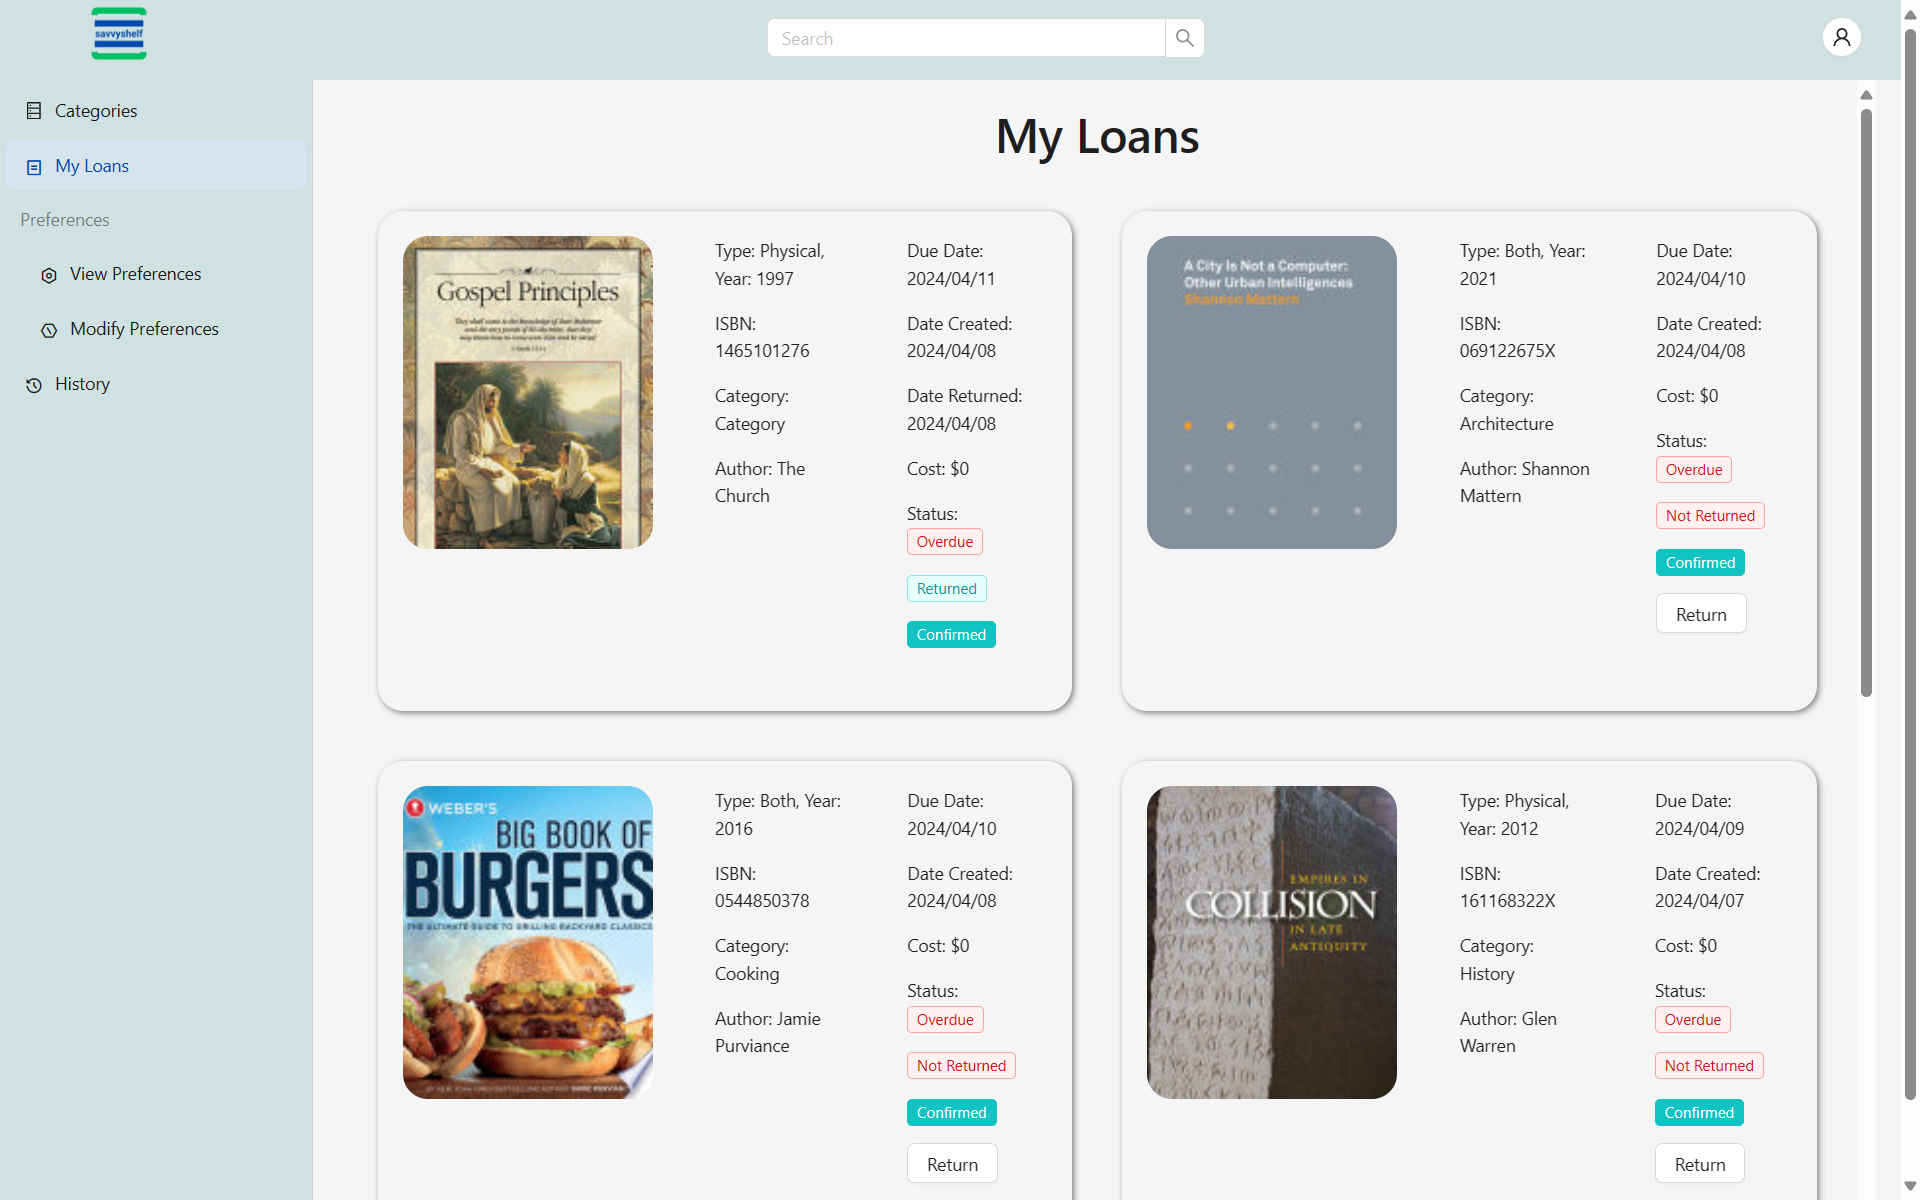 savvyshelf
Search
Categories
My Loans
Preferences
View Preferences
Modify Preferences
History
My Loans
Gospel Principles
Type: Physical,
Year: 1997
ISBN:
1465101276
Category:
Category
Author: The
Church
Due Date:
2024/04/11
Date Created:
2024/04/08
Date Returned:
2024/04/08
Cost: $0
Status:
Overdue
Returned
Confirmed
A City Is Not a Computer:
Other Urban Intelligences
Shannon Mattern
Type: Both, Year:
2021
ISBN:
069122675X
Category:
Architecture
Author: Shannon
Mattern
Due Date:
2024/04/10
Date Created:
2024/04/08
Cost: $0
Status:
Overdue
Not Returned
Confirmed
Return
WEBER'S
BIG BOOK OF
BURGERS
THE ULTIMATE GUIDE TO GRILLING BACKYARD CLASSICS
Type: Both, Year:
2016
ISBN:
0544850378
Category:
Cooking
Author: Jamie
Purviance
Due Date:
2024/04/10
Date Created:
2024/04/08
Cost: $0
Status:
Overdue
Not Returned
Confirmed
Return
EMPIRES IN
COLLISION
IN LATE
ANTIQUITY
Type: Physical,
Year: 2012
ISBN:
161168322X
Category:
History
Author: Glen
Warren
Due Date:
2024/04/09
Date Created:
2024/04/07
Cost: $0
Status:
Overdue
Not Returned
Confirmed
Return